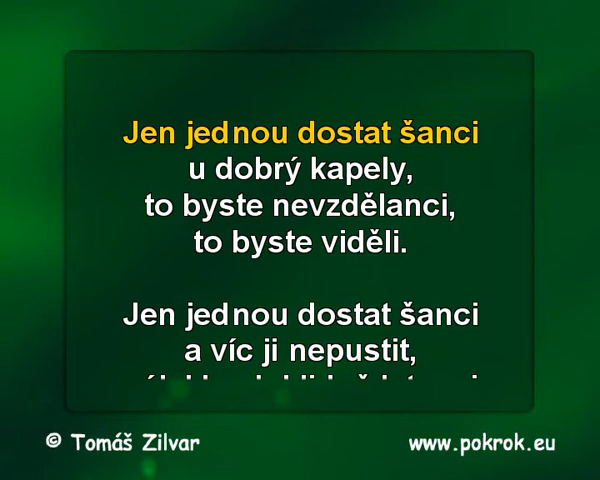 Jen jednou dostat šanci
u dobrý kapely,
to byste nevzdělanci,
to byste viděli.
Jen jednou dostat šanci
a víc ji nepustit,
© Tomáš Zilvar
www.pokrok.eu